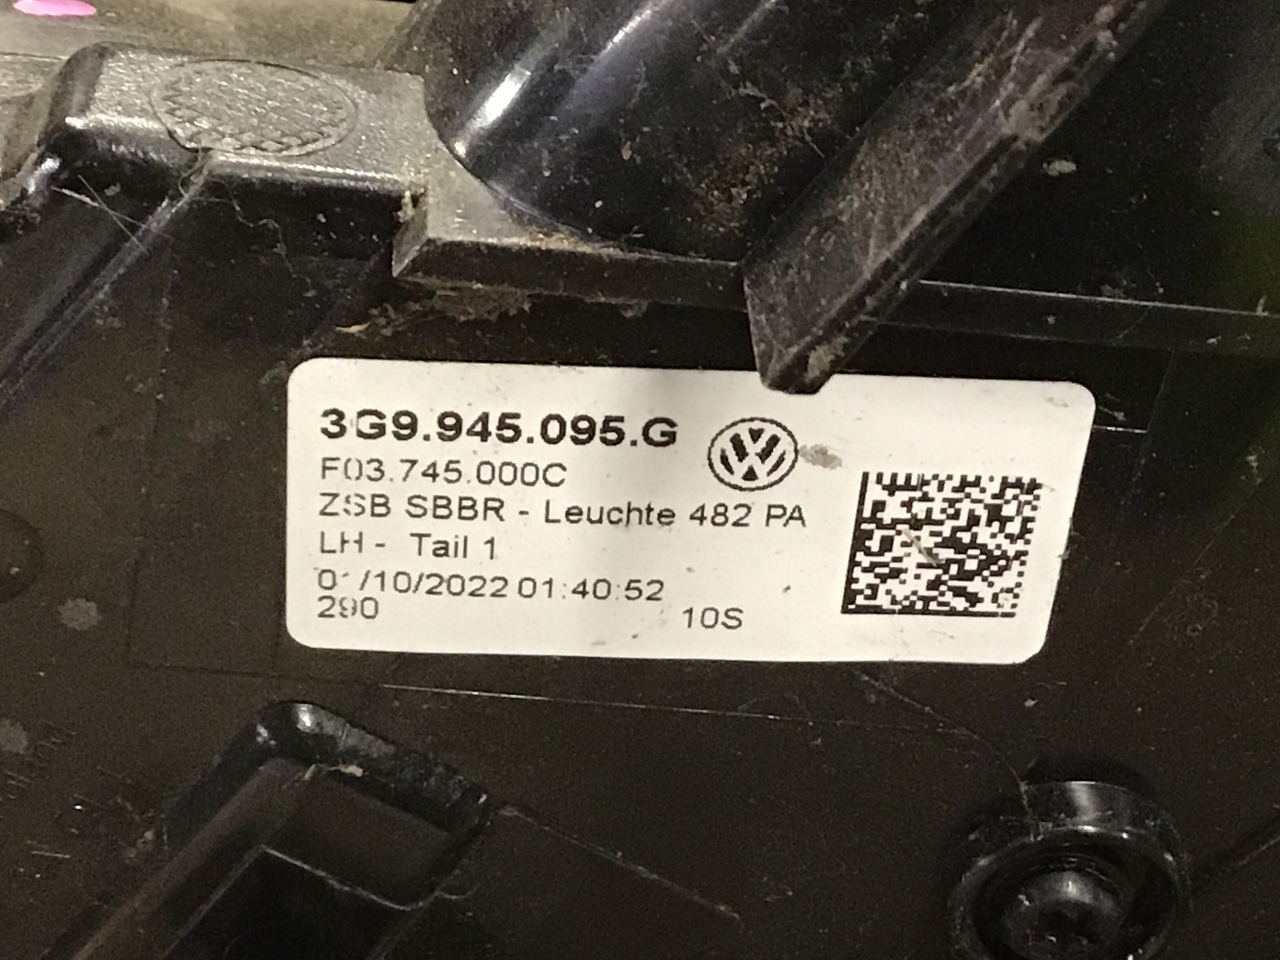 3G9.945.095.G
F03.745.000C
ZSB SBBR - Leuchte 482 PA
LH - Tail 1
/10/2022 01:40:52
290 10S